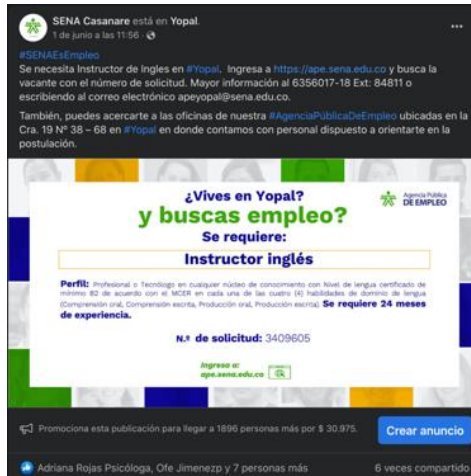 SENA Casanare está en Yopal.
1 de junio a las 11:56 ·
#SENAEsEmpleo
Se necesita Instructor de Ingles en #Yopal. Ingresa a https://ape.sena.edu.co y busca la
vacante con el número de solicitud. Mayor información al 6356017-18 Ext: 84811 o
escribiendo al correo electrónico apeyopal@sena.edu.co.
También, puedes acercarte a las oficinas de nuestra #AgenciaPúblicaDeEmpleo ubicadas en la
Cra. 19 Nº 38 – 68 en #Yopal en donde contamos con personal dispuesto a orientarte en la
postulación.
¿Vives en Yopal?
Agencia Pública
DE EMPLEO
y buscas empleo?
Se requiere:
Instructor inglés
Perfil: Profesional o Tecnólogo en cualquier núcleo de conocimiento con Nivel de lengua certificado de
mínimo B2 de acuerdo con el MCER en cada una de las cuatro (4) habilidades de dominio de lengua
(Comprensión oral, Comprensión escrita, Producción oral, Producción escrita). Se requiere 24 meses
de experiencia.
N.º de solicitud: 3409605
Ingresa a:
ape.sena.edu.co
Promociona esta publicación para llegar a 1896 personas más por $ 30.975.
Crear anuncio
Adriana Rojas Psicóloga, Ofe Jimenezp y 7 personas más
6 veces compartido